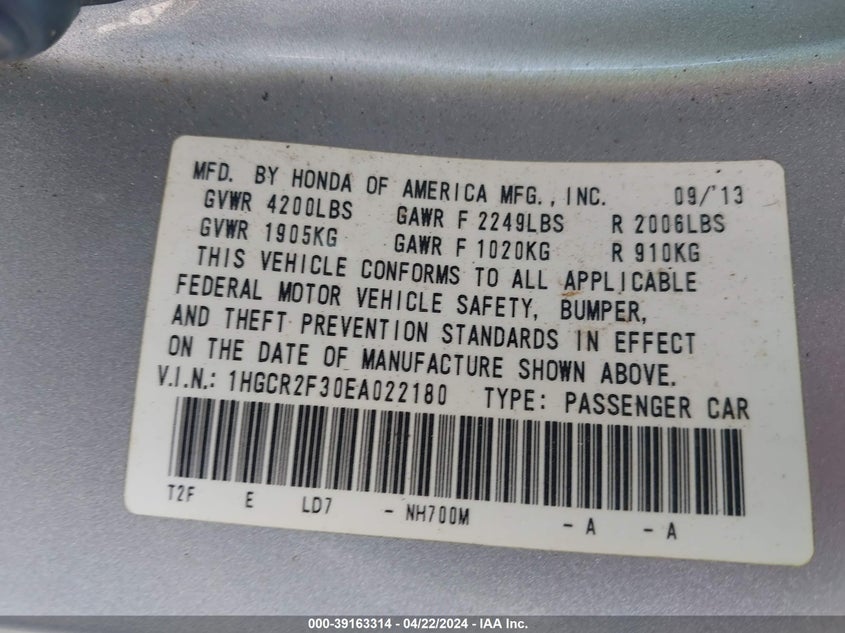 MFD. BY HONDA OF AMERICA MFG., INC. 09/'13
GVWR 4200LBS GAWR F 2249LBS R 2006LBS
GVWR 1905KG GAWR F 1020KG R 910KG
THIS VEHICLE CONFORMS TO ALL APPLICABLE
FEDERAL MOTOR VEHICLE SAFETY, BUMPER,
AND THEFT PREVENTION STANDARDS IN EFFECT
ON THE DATE OF MANUFACTURE SHOWN ABOVE.
V.I.N.: 1HGCR2F30EA022180 TYPE: PASSENGER CAR
T2F E LD7 - NH700M - A - A
000-39163314 - 04/22/2024 - IAA Inc.